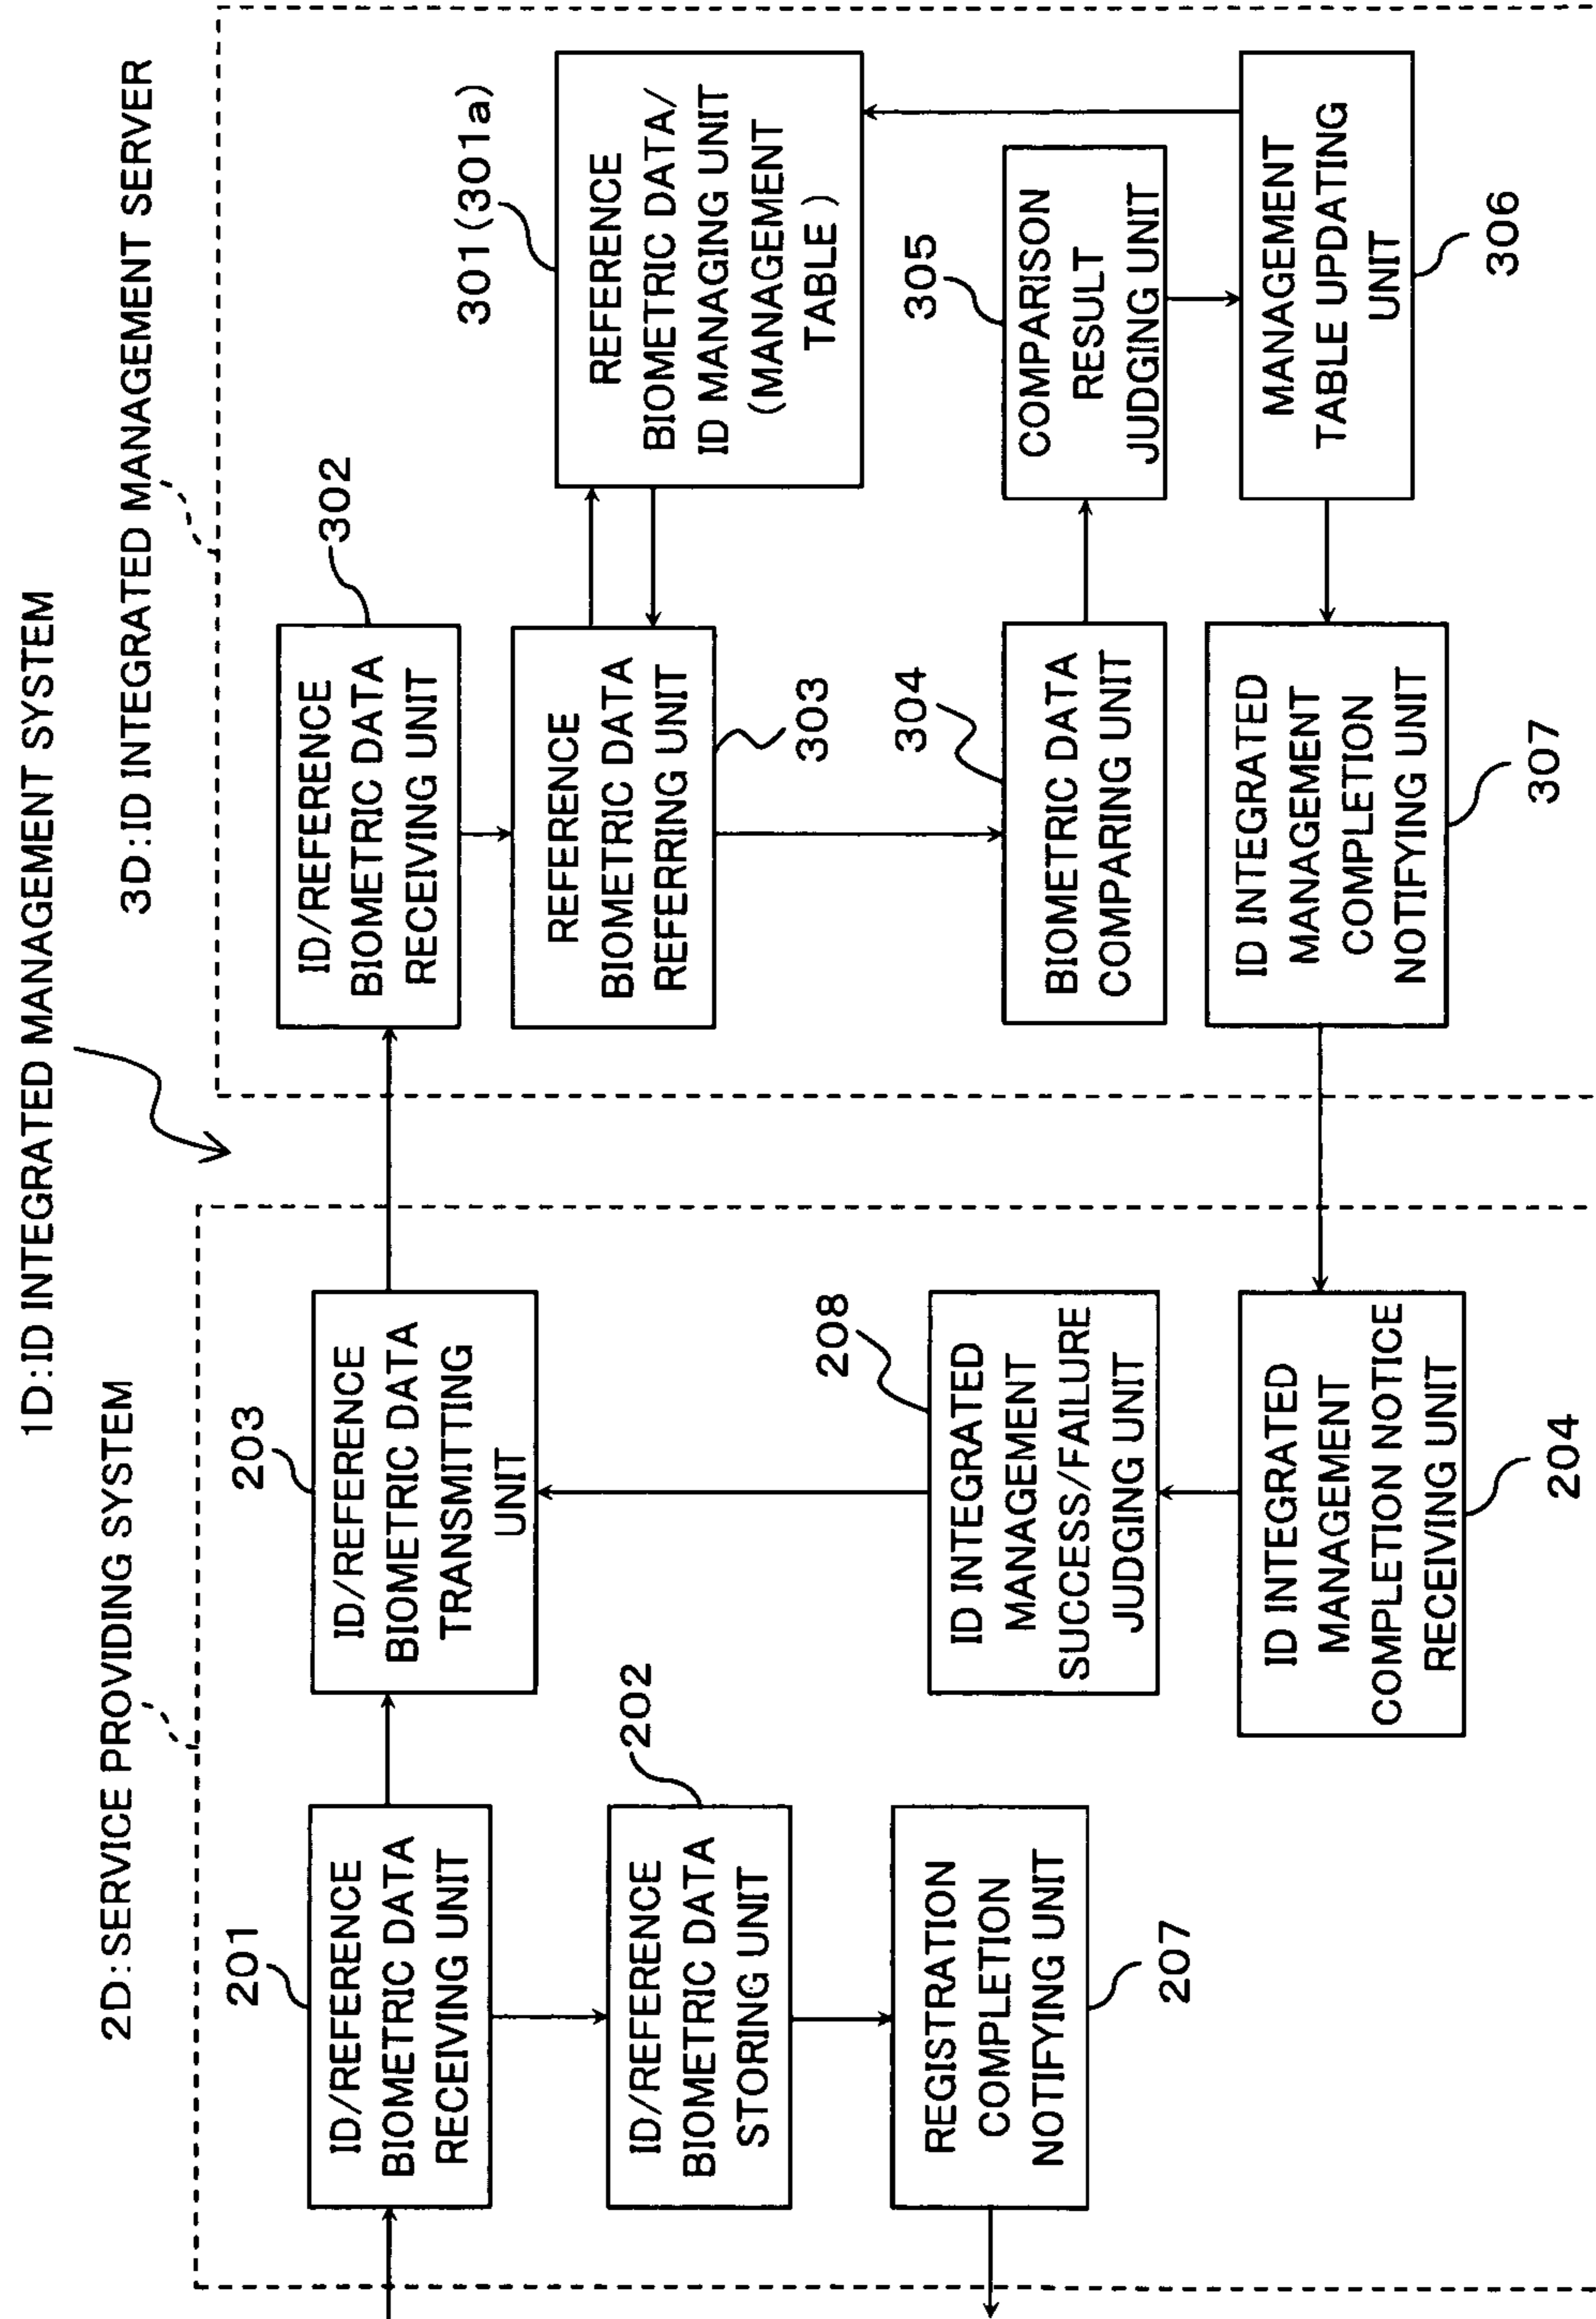 1D:ID INTEGRATED MANAGEMENT SYSTEM
2D:SERVICE PROVIDING SYSTEM
3D:ID INTEGRATED MANAGEMENT SERVER
201
ID/REFERENCE
BIOMETRIC DATA
RECEIVING UNIT
202
ID/REFERENCE
BIOMETRIC DATA
STORING UNIT
REGISTRATION
COMPLETION
NOTIFYING UNIT
207
203
ID/REFERENCE
BIOMETRIC DATA
TRANSMITTING
UNIT
208
ID INTEGRATED
MANAGEMENT
SUCCESS/FAILURE
JUDGING UNIT
ID INTEGRATED
MANAGEMENT
COMPLETION NOTICE
RECEIVING UNIT
204
302
ID/REFERENCE
BIOMETRIC DATA
RECEIVING UNIT
REFERENCE
BIOMETRIC DATA
REFERRING UNIT
303
304
BIOMETRIC DATA
COMPARING UNIT
ID INTEGRATED
MANAGEMENT
COMPLETION
NOTIFYING UNIT
307
301(301a)
REFERENCE
BIOMETRIC DATA/
ID MANAGING UNIT
(MANAGEMENT
TABLE )
305
COMPARISON
RESULT
JUDGING UNIT
MANAGEMENT
TABLE UPDATING
UNIT
306